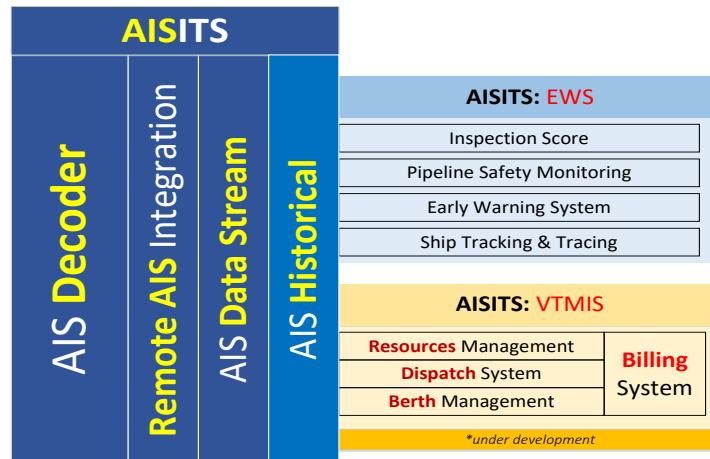 AISITS
AIS Decoder
Remote AIS Integration
AIS Data Stream
AIS Historical
AISITS: EWS
Inspection Score
Pipeline Safety Monitoring
Early Warning System
Ship Tracking & Tracing
AISITS: VTMIS
Resources Management
Dispatch System
Berth Management
Billing
System
*under development